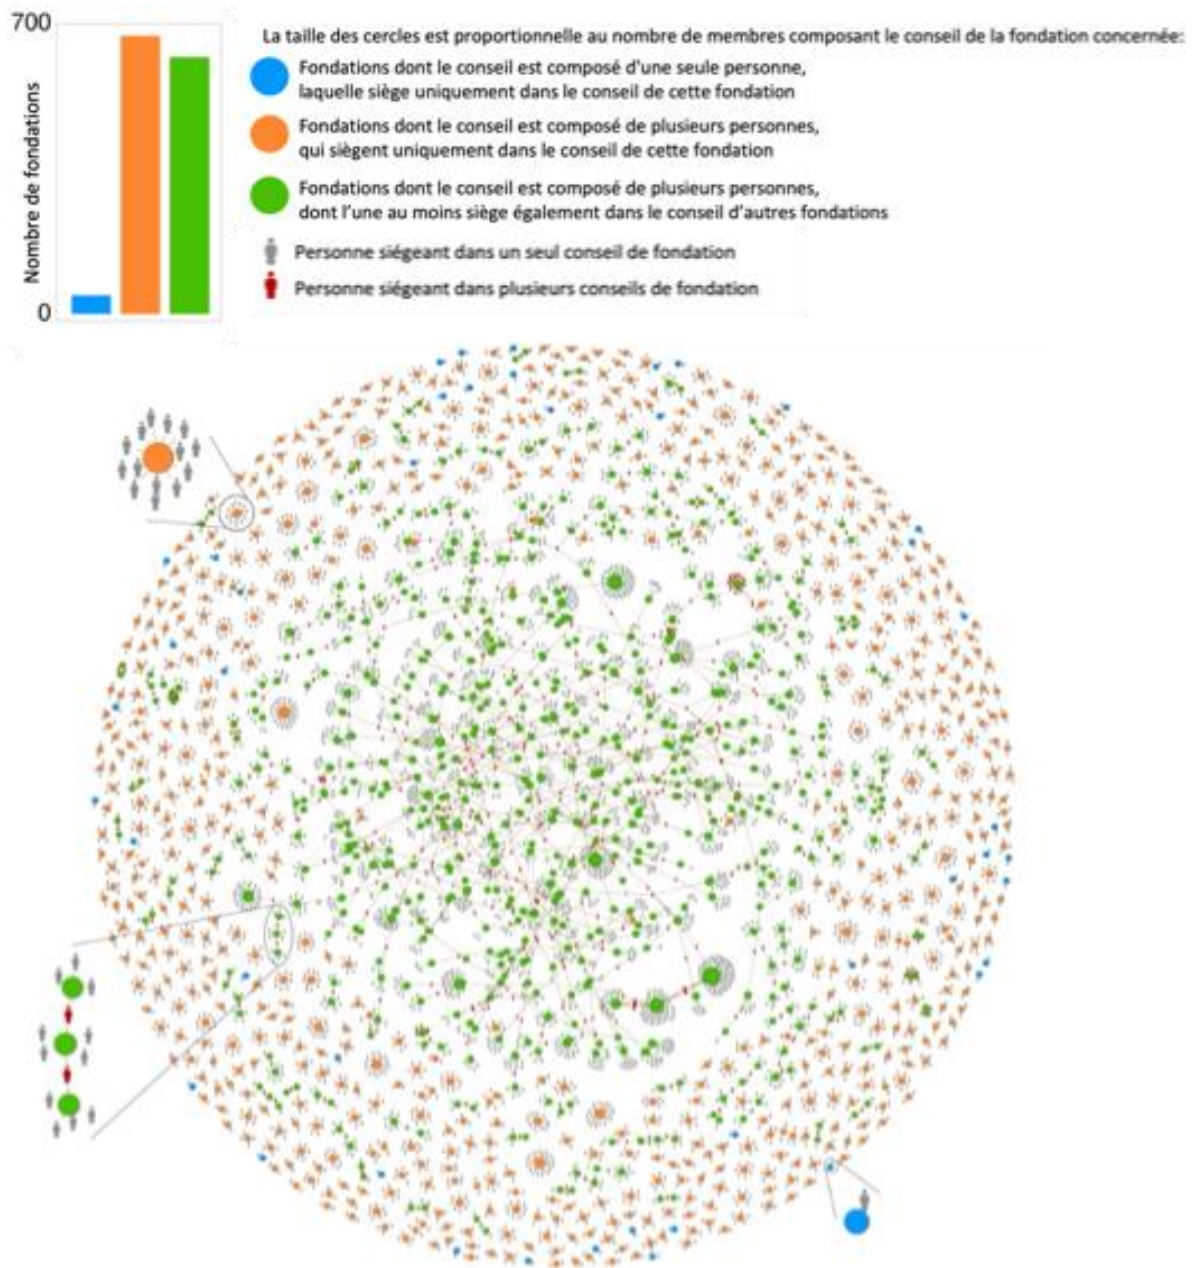 700
Nombre de fondations
0
La taille des cercles est proportionnelle au nombre de membres composant le conseil de la fondation concernée:
Fondations dont le conseil est composé d'une seule personne,
laquelle siège uniquement dans le conseil de cette fondation
Fondations dont le conseil est composé de plusieurs personnes,
qui siègent uniquement dans le conseil de cette fondation
Fondations dont le conseil est composé de plusieurs personnes,
dont l'une au moins siège également dans le conseil d'autres fondations
Personne siégeant dans un seul conseil de fondation
Personne siégeant dans plusieurs conseils de fondation